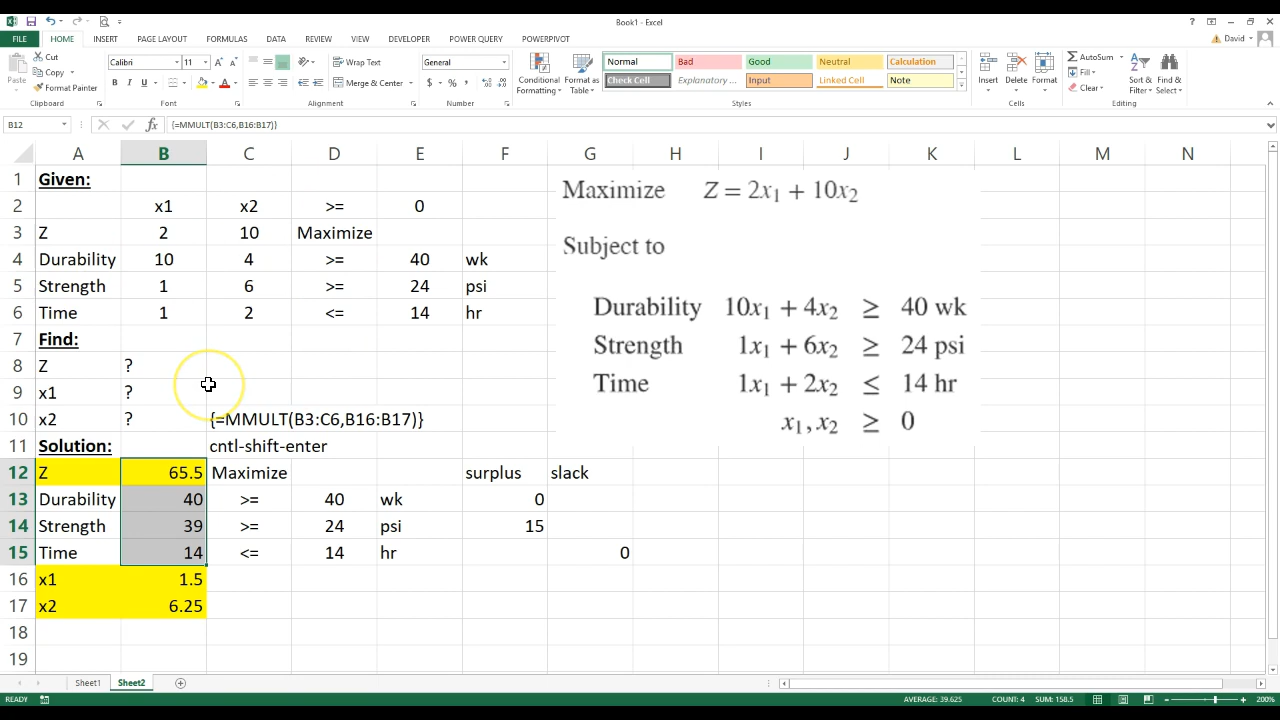 Book1 - Excel
FILE HOME INSERT PAGE LAYOUT FORMULAS DATA REVIEW VIEW DEVELOPER POWER QUERY POWERPIVOT David
Cut
Copy
Format Painter
Paste
Calibri 11
B I U
Wrap Text
Merge & Center
General
$ % ,
Conditional Formatting
Format as Table
Normal Bad Good Neutral Calculation
Check Cell Explanatory ... Input Linked Cell Note
Insert Delete Format
AutoSum
Fill
Clear
Sort & Filter
Find & Select
Clipboard Font Alignment Number Styles Cells Editing
B12 fx {=MMULT(B3:C6,B16:B17)}
A B C D E F G H I J K L M N
1 Given:
2 x1 x2 >= 0
3 Z 2 10 Maximize
4 Durability 10 4 >= 40 wk
5 Strength 1 6 >= 24 psi
6 Time 1 2 <= 14 hr
7 Find:
8 Z ?
9 x1 ?
10 x2 ? {=MMULT(B3:C6,B16:B17)}
11 Solution: cntl-shift-enter
12 Z 65.5 Maximize surplus slack
13 Durability 40 >= 40 wk 0
14 Strength 39 >= 24 psi 15
15 Time 14 <= 14 hr 0
16 x1 1.5
17 x2 6.25
18
19
Maximize Z = 2x₁ + 10x₂
Subject to
Durability 10x₁ + 4x₂ ≥ 40 wk
Strength 1x₁ + 6x₂ ≥ 24 psi
Time 1x₁ + 2x₂ ≤ 14 hr
x₁, x₂ ≥ 0
Sheet1 Sheet2
READY AVERAGE: 39.625 COUNT: 4 SUM: 158.5 200%